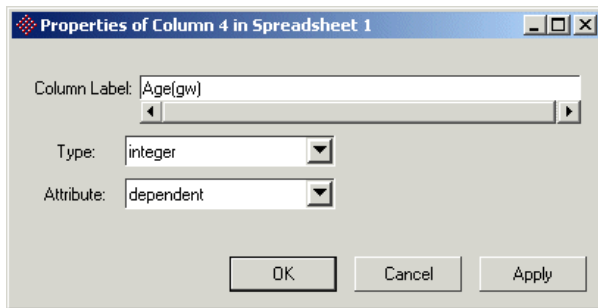 Properties of Column 4 in Spreadsheet 1
Column Label: Age(gw)
Type: integer
Attribute: dependent
OK Cancel Apply